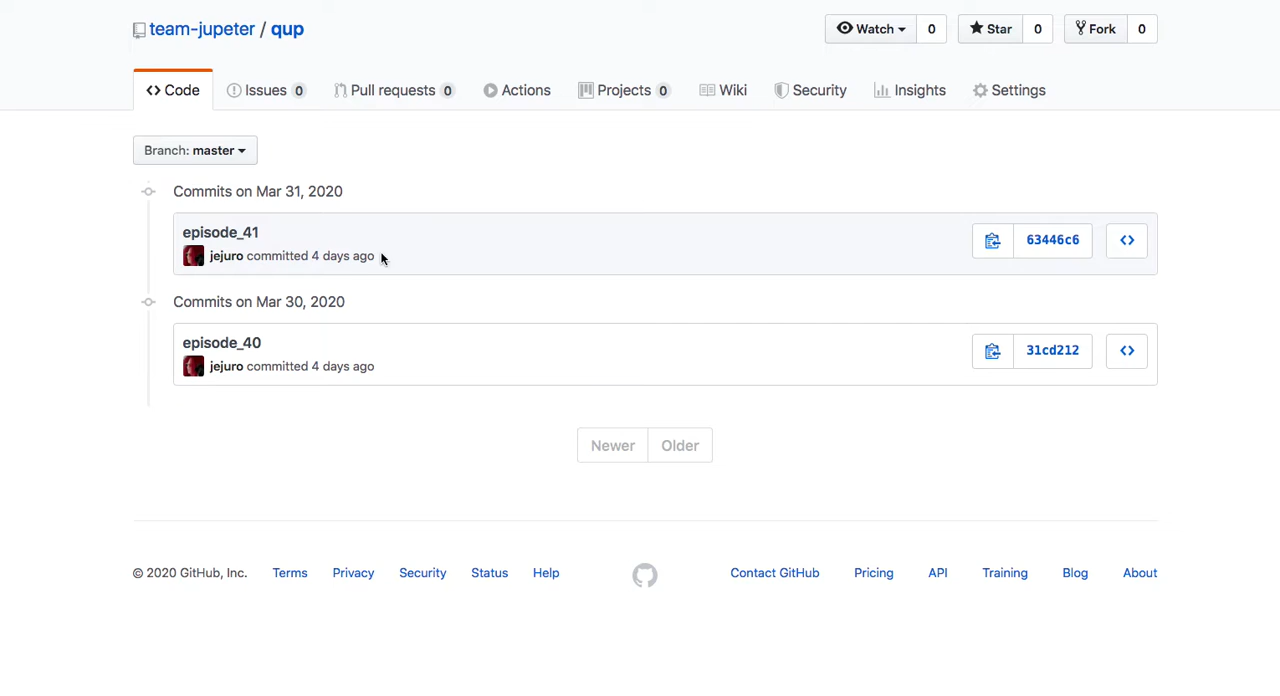 team-jupeter / qup
Watch 0 Star 0 Fork 0
Code Issues 0 Pull requests 0 Actions Projects 0 Wiki Security Insights Settings
Branch: master
Commits on Mar 31, 2020
episode_41
63446c6
jejuro committed 4 days ago
Commits on Mar 30, 2020
episode_40
31cd212
jejuro committed 4 days ago
Newer Older
© 2020 GitHub, Inc. Terms Privacy Security Status Help Contact GitHub Pricing API Training Blog About